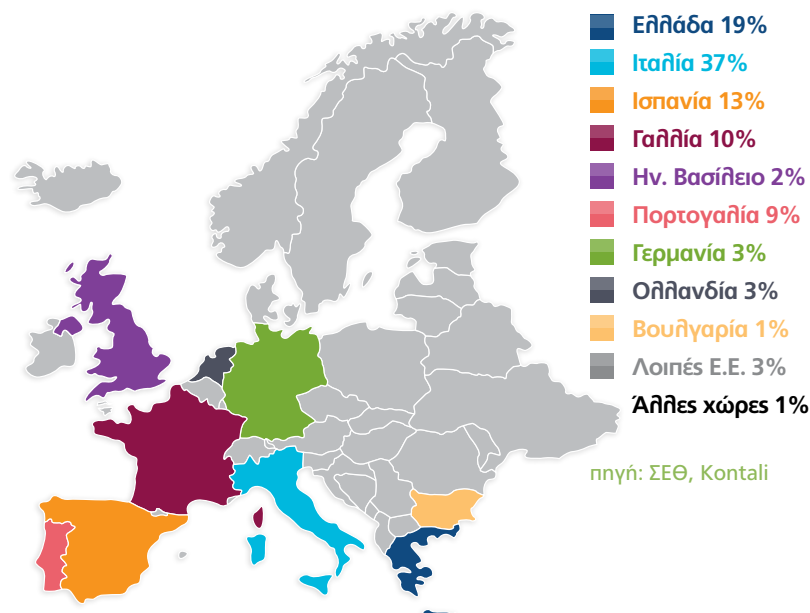 Ελλάδα 19%
Ιταλία 37%
Ισπανία 13%
Γαλλία 10%
Ην. Βασίλειο 2%
Πορτογαλία 9%
Γερμανία 3%
Ολλανδία 3%
Βουλγαρία 1%
Λοιπές Ε.Ε. 3%
Άλλες χώρες 1%
πηγή: ΣΕΘ, Kontali